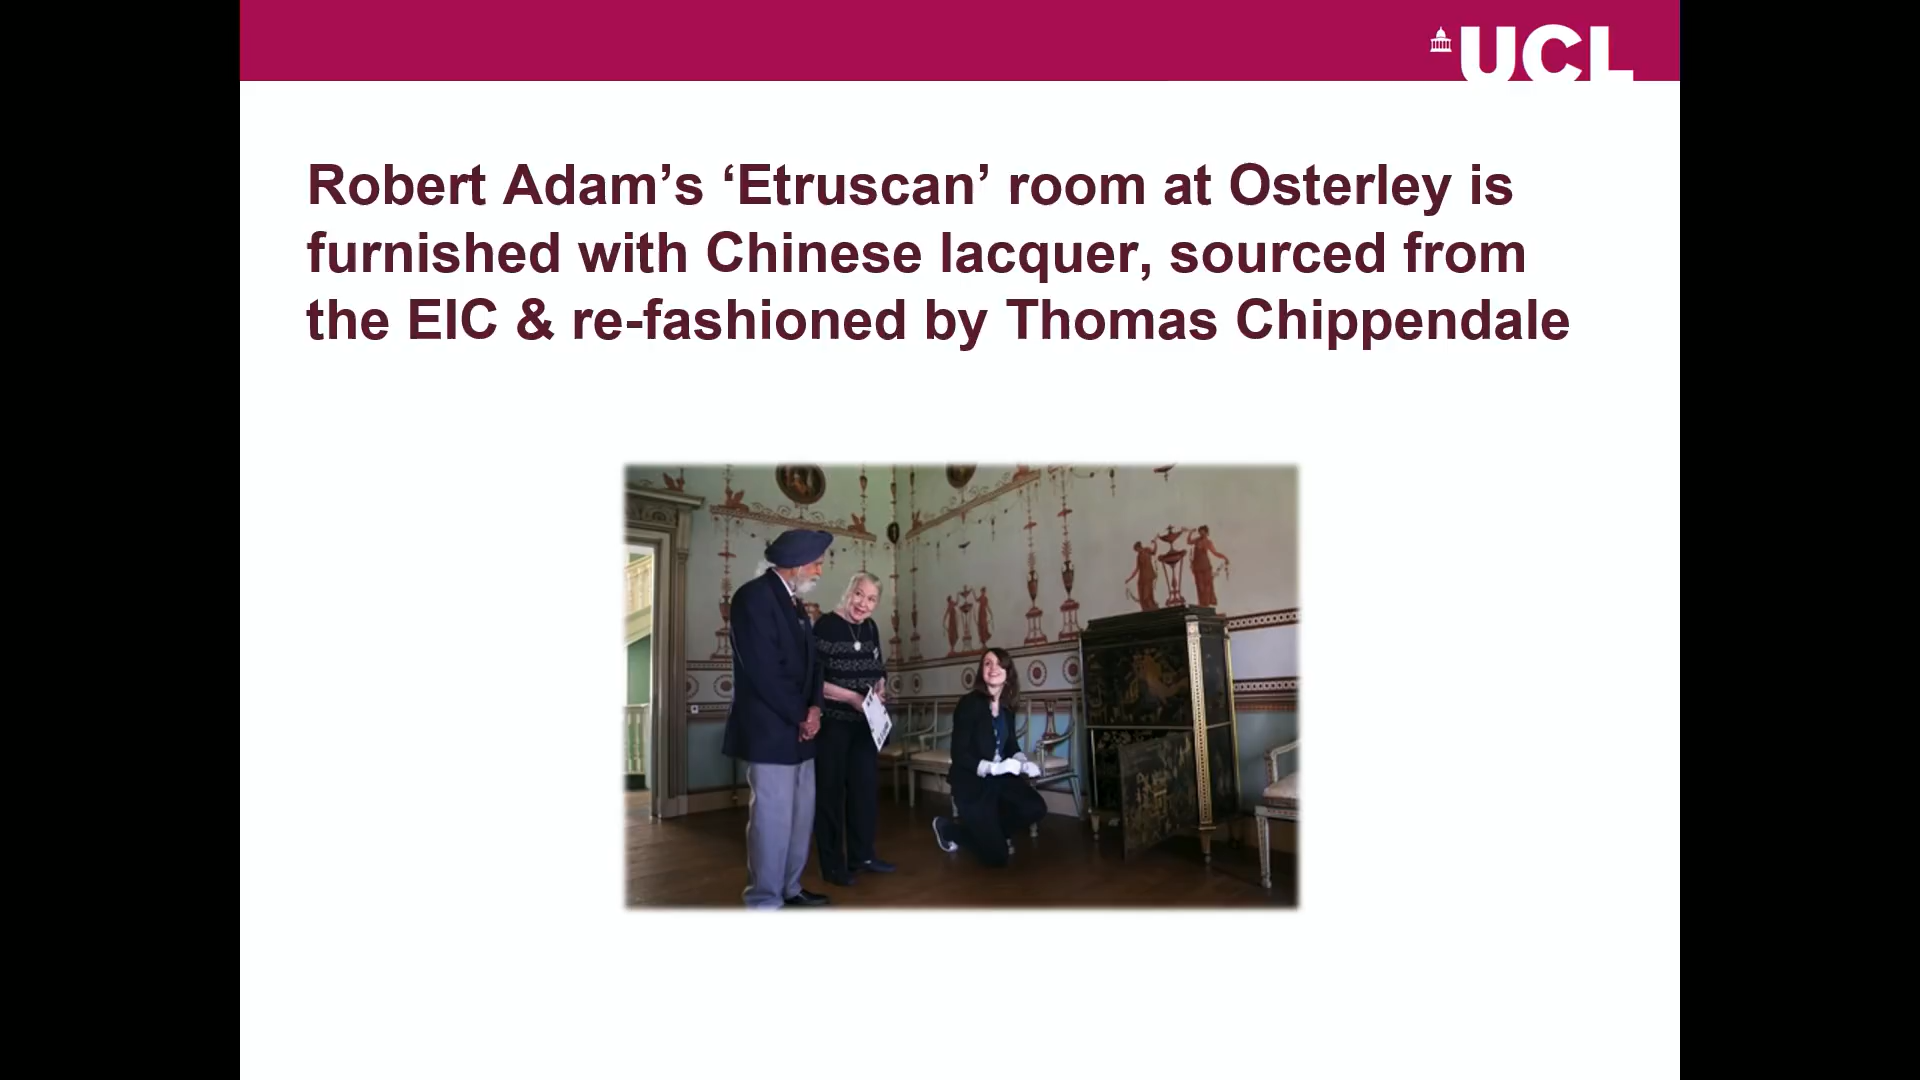 UCL
Robert Adam’s ‘Etruscan’ room at Osterley is
furnished with Chinese lacquer, sourced from
the EIC & re-fashioned by Thomas Chippendale